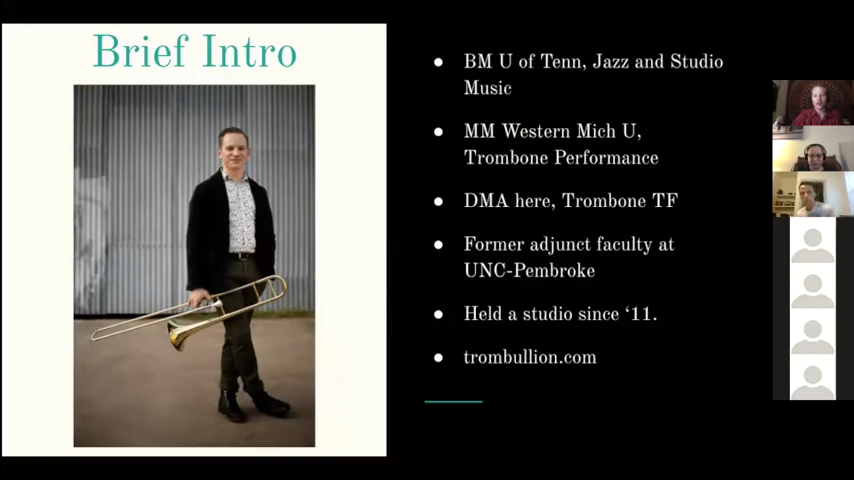 Brief Intro
BM U of Tenn, Jazz and Studio
Music
MM Western Mich U,
Trombone Performance
DMA here, Trombone TF
Former adjunct faculty at
UNC-Pembroke
Held a studio since ‘11.
trombullion.com